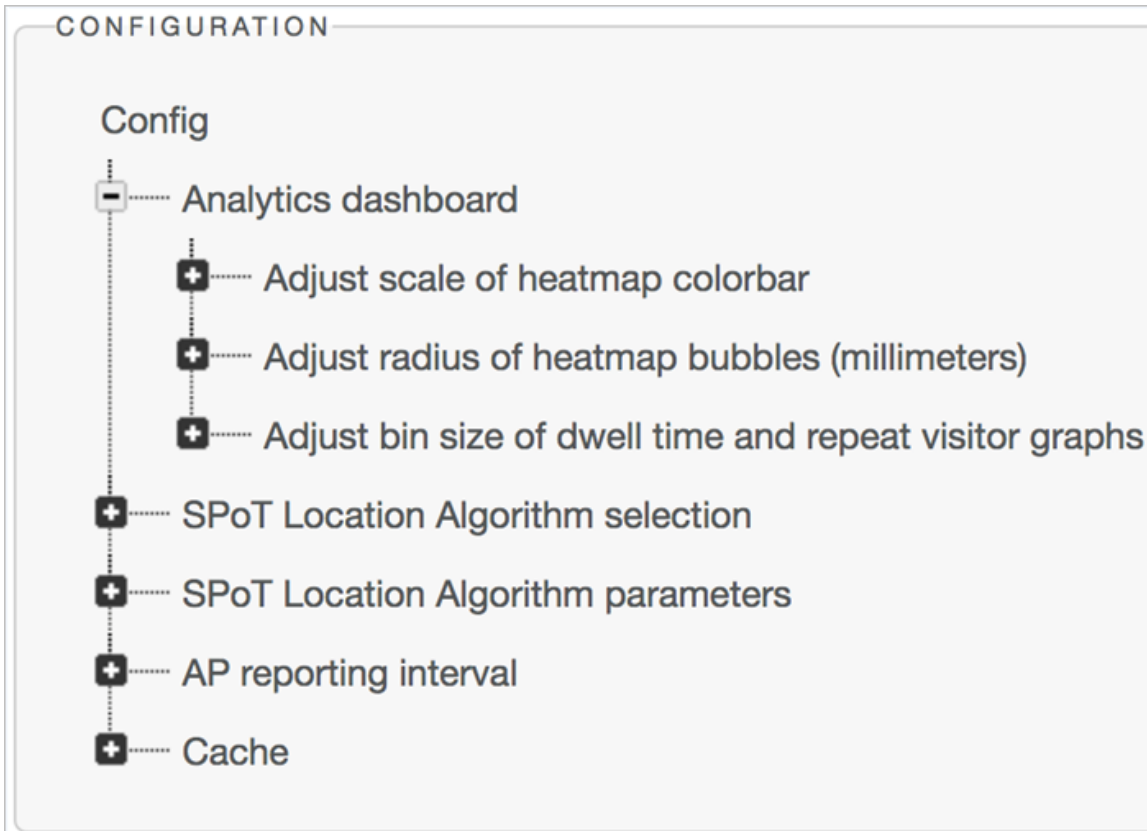 CONFIGURATION
Config
Analytics dashboard
Adjust scale of heatmap colorbar
Adjust radius of heatmap bubbles (millimeters)
Adjust bin size of dwell time and repeat visitor graphs
SPoT Location Algorithm selection
SPoT Location Algorithm parameters
AP reporting interval
Cache